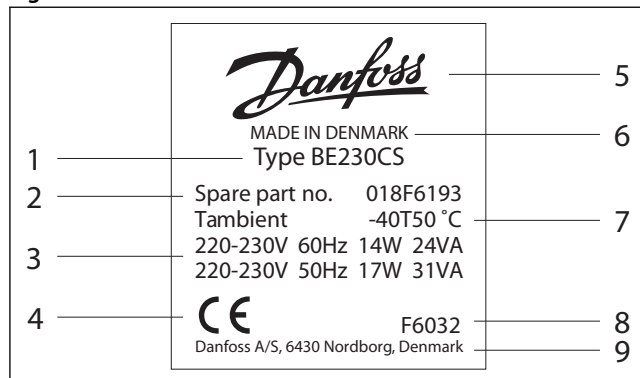 Danfoss
5
MADE IN DENMARK
6
1
Type BE230CS
2
Spare part no. 018F6193
Tambient -40T50 ˚C
7
220-230V 60Hz 14W 24VA
3
220-230V 50Hz 17W 31VA
4
CE
F6032
8
Danfoss A/S, 6430 Nordborg, Denmark
9